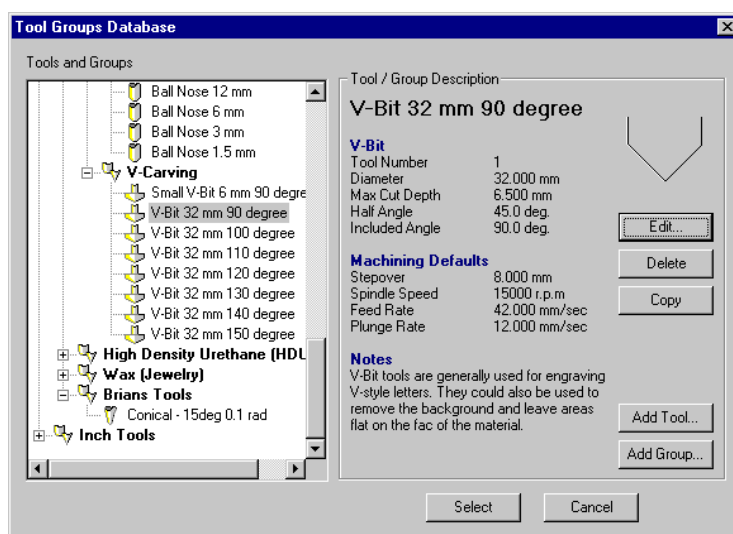 Tool Groups Database
Tools and Groups
Ball Nose 12 mm
Ball Nose 6 mm
Ball Nose 3 mm
Ball Nose 1.5 mm
V-Carving
Small V-Bit 6 mm 90 degre
V-Bit 32 mm 90 degree
V-Bit 32 mm 100 degree
V-Bit 32 mm 110 degree
V-Bit 32 mm 120 degree
V-Bit 32 mm 130 degree
V-Bit 32 mm 140 degree
V-Bit 32 mm 150 degree
High Density Urethane (HDL
Wax (Jewelry)
Brians Tools
Conical - 15deg 0.1 rad
Inch Tools
Tool / Group Description
V-Bit 32 mm 90 degree
V-Bit
Tool Number 1
Diameter 32.000 mm
Max Cut Depth 6.500 mm
Half Angle 45.0 deg.
Included Angle 90.0 deg.
Machining Defaults
Stepover 8.000 mm
Spindle Speed 15000 r.p.m
Feed Rate 42.000 mm/sec
Plunge Rate 12.000 mm/sec
Notes
V-Bit tools are generally used for engraving
V-style letters. They could also be used to
remove the background and leave areas
flat on the fac of the material.
Edit...
Delete
Copy
Add Tool...
Add Group...
Select
Cancel